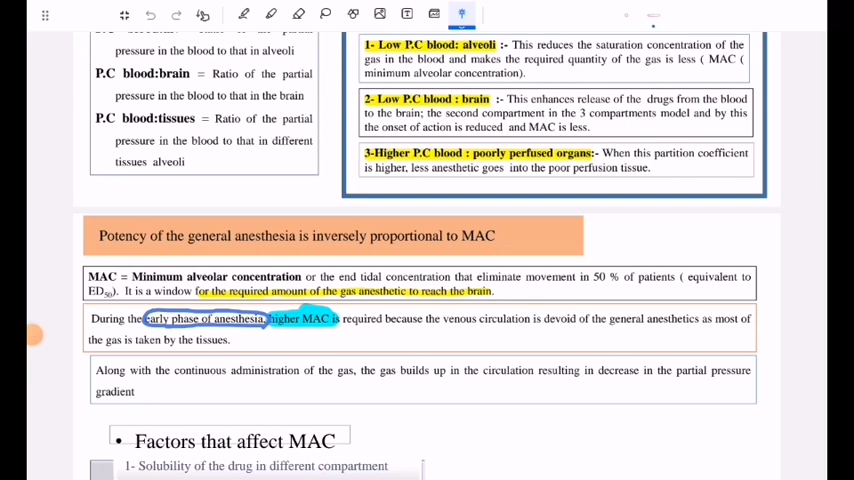 pressure in the blood to that in alveoli
P.C blood:brain = Ratio of the partial
pressure in the blood to that in the brain
P.C blood:tissues = Ratio of the partial
pressure in the blood to that in different
tissues alveoli
1- Low P.C blood: alveoli :- This reduces the saturation concentration of the
gas in the blood and makes the required quantity of the gas is less ( MAC (
minimum alveolar concentration).
2- Low P.C blood : brain :-This enhances release of the drugs from the blood
to the brain; the second compartment in the 3 compartments model and by this
the onset of action is reduced and MAC is less.
3-Higher P.C blood : poorly perfused organs:- When this partition coefficient
is higher, less anesthetic goes into the poor perfusion tissue.
Potency of the general anesthesia is inversely proportional to MAC
MAC = Minimum alveolar concentration or the end tidal concentration that eliminate movement in 50 % of patients ( equivalent to
ED50). It is a window for the required amount of the gas anesthetic to reach the brain.
During the early phase of anesthesia, higher MAC is required because the venous circulation is devoid of the general anesthetics as most of
the gas is taken by the tissues.
Along with the continuous administration of the gas, the gas builds up in the circulation resulting in decrease in the partial pressure
gradient
• Factors that affect MAC
1- Solubility of the drug in different compartment